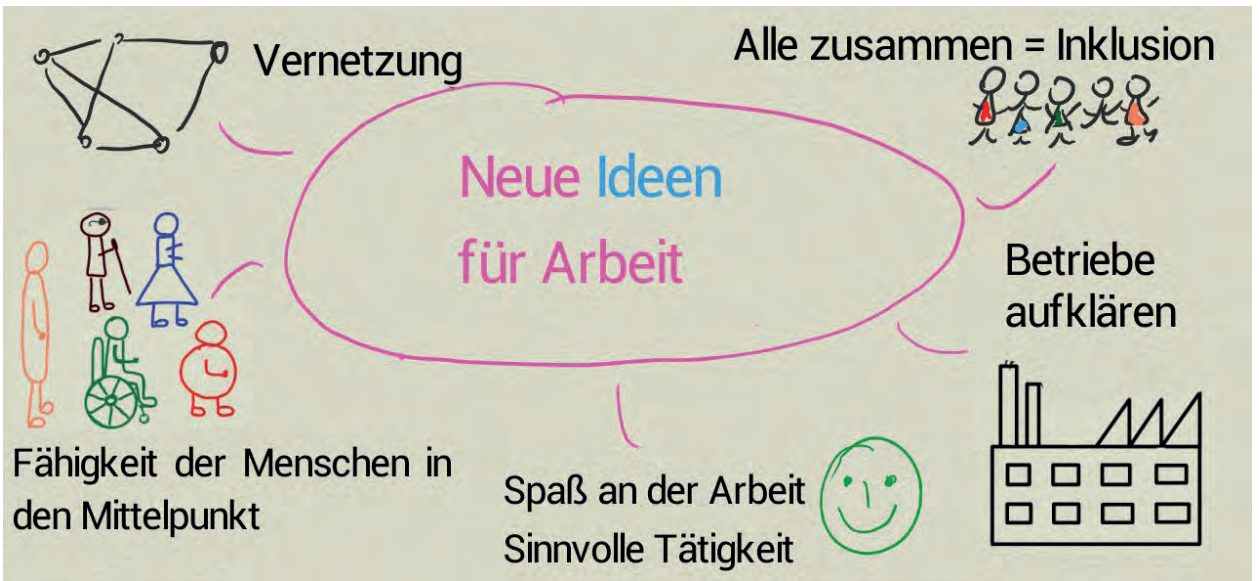 Vernetzung
Alle zusammen = Inklusion
Neue Ideen
für Arbeit
Betriebe
aufklären
Fähigkeit der Menschen in
den Mittelpunkt
Spaß an der Arbeit
Sinnvolle Tätigkeit